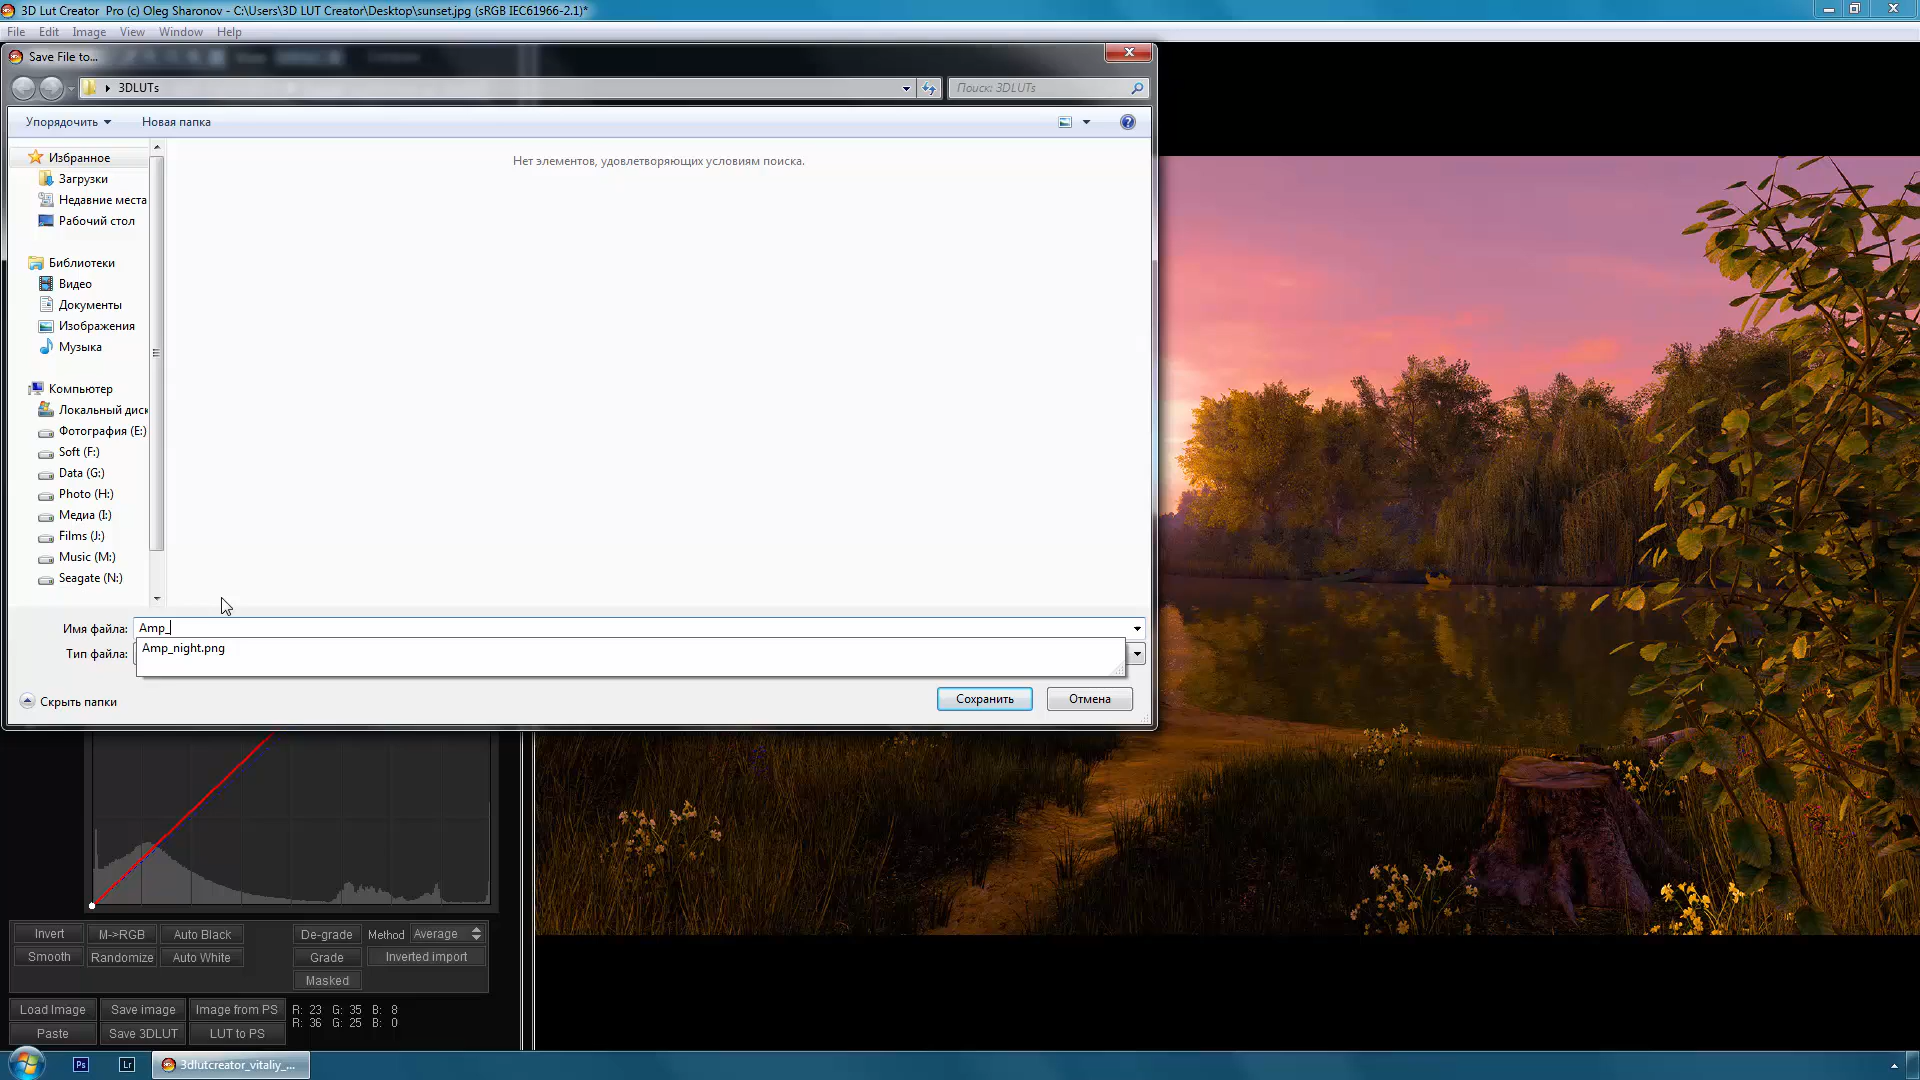 3D Lut Creator  Pro (c) Oleg Sharonov - C:\Users\3D LUT Creator\Desktop\sunset.jpg (sRGB IEC61966-2.1)*
File Edit Image View Window Help
Save File to...
3DLUTs
Поиск: 3DLUTs
Упорядочить
Новая папка
Нет элементов, удовлетворяющих условиям поиска.
Избранное
Загрузки
Недавние места
Рабочий стол
Библиотеки
Видео
Документы
Изображения
Музыка
Компьютер
Локальный диск
Фотография (E:)
Soft (F:)
Data (G:)
Photo (H:)
Медиа (I:)
Films (J:)
Music (M:)
Seagate (N:)
Имя файла: Amp_
Amp_night.png
Тип файла:
Скрыть папки
Сохранить
Отмена
Invert M->RGB Auto Black De-grade Method Average
Smooth Randomize Auto White Grade Inverted import
Masked
Load Image Save image Image from PS R: 23 G: 35 B: 8
R: 36 G: 25 B: 0
Paste Save 3DLUT LUT to PS
Ps Lr 3dlutcreator_vitaliy_...